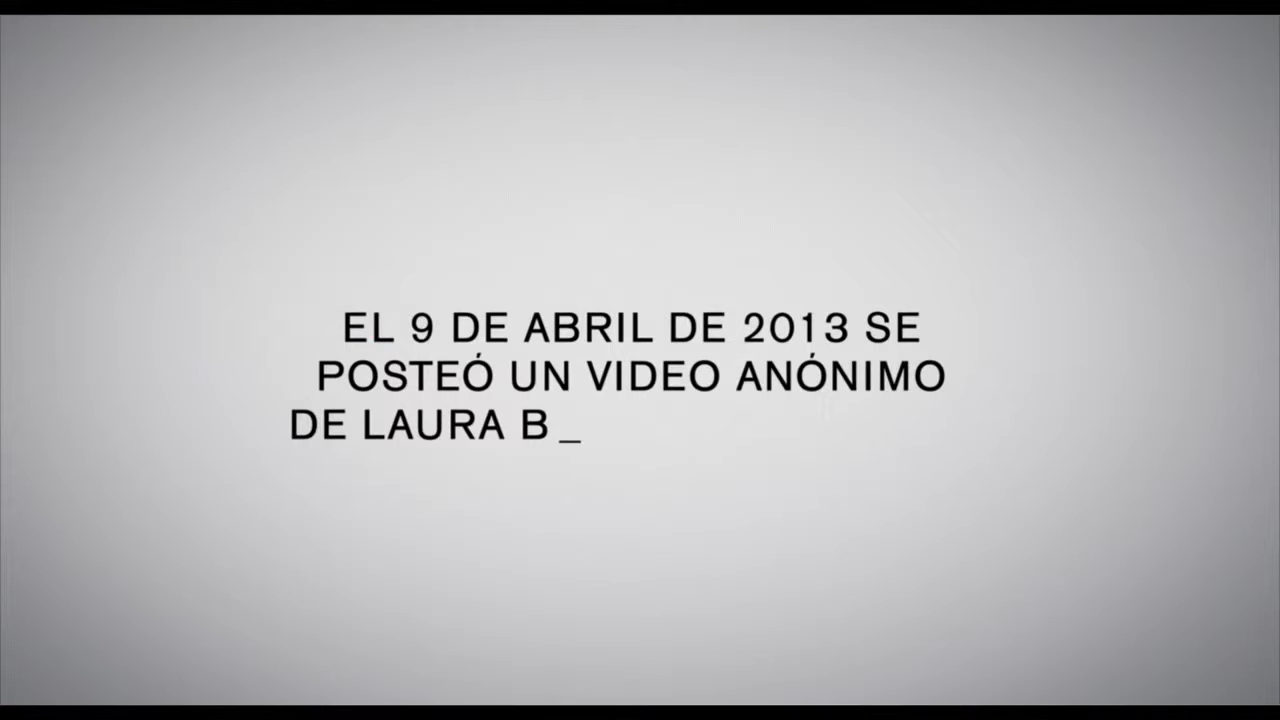 EL 9 DE ABRIL DE 2013 SE
POSTEÓ UN VIDEO ANÓNIMO
DE LAURA B _